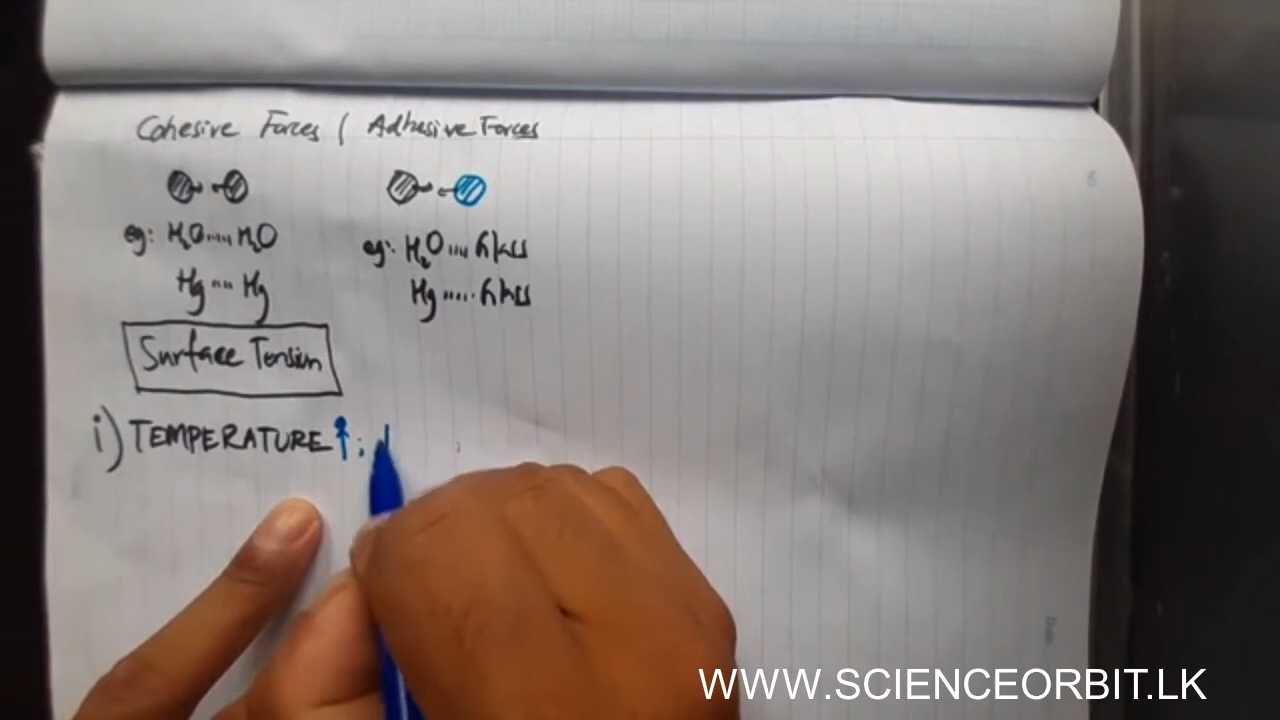 Cohesive Forces / Adhesive Forces
eg: H₂O.....H₂O
eg: H₂O....Glass
Hg....Hg
Hg.....Glass
Surface Tension
i) TEMPERATURE ↑ ;
WWW.SCIENCEORBIT.LK